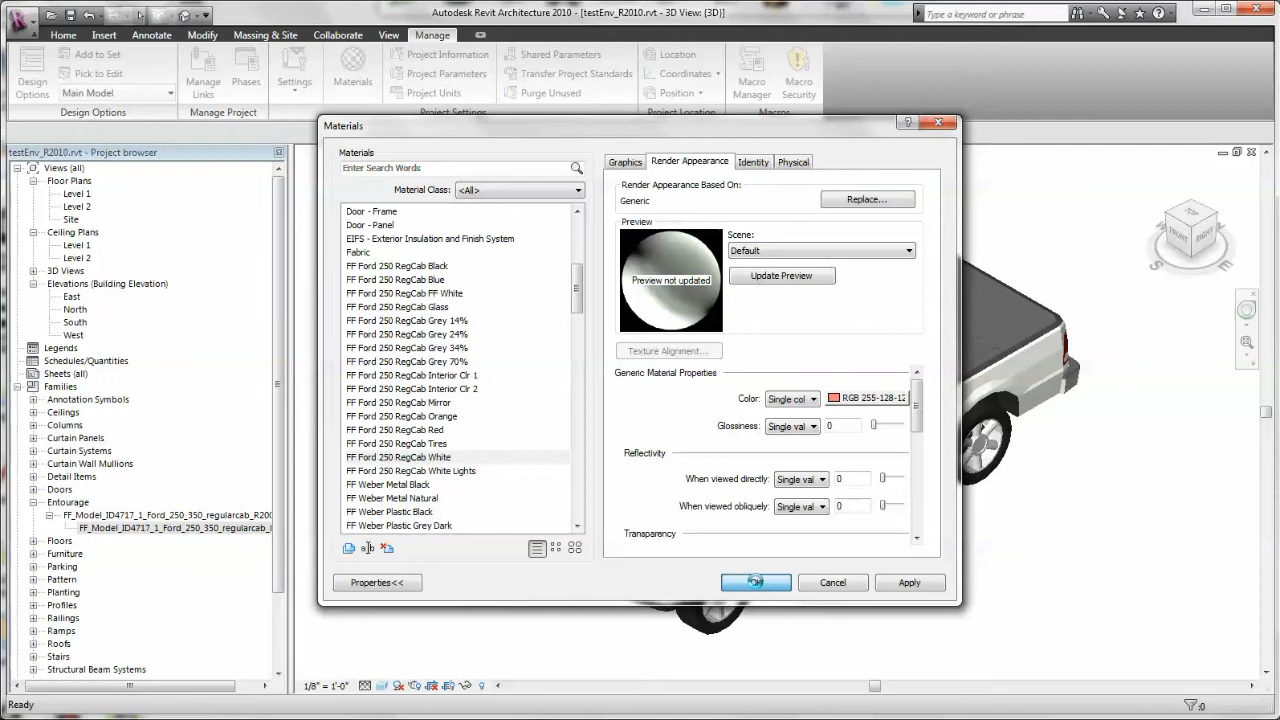 Autodesk Revit Architecture 2010 - [testEnv_R2010.rvt - 3D View: {3D}]
Type a keyword or phrase
Home Insert Annotate Modify Massing & Site Collaborate View Manage
Design Options
Add to Set
Pick to Edit
Main Model
Design Options
Manage Links
Phases
Manage Project
Settings
Materials
Project Information
Project Parameters
Project Units
Shared Parameters
Transfer Project Standards
Purge Unused
Project Settings
Location
Coordinates
Position
Project Location
Macro Manager
Macro Security
Macros
testEnv_R2010.rvt - Project browser
Views (all)
Floor Plans
Level 1
Level 2
Site
Ceiling Plans
Level 1
Level 2
3D Views
Elevations (Building Elevation)
East
North
South
West
Legends
Schedules/Quantities
Sheets (all)
Families
Annotation Symbols
Ceilings
Columns
Curtain Panels
Curtain Systems
Curtain Wall Mullions
Detail Items
Doors
Entourage
FF_Model_ID4717_1_Ford_250_350_regularcab_R20
FF_Model_ID4717_1_Ford_250_350_regularcab_
Floors
Furniture
Parking
Pattern
Planting
Profiles
Railings
Ramps
Roofs
Stairs
Structural Beam Systems
Materials
Materials
Enter Search Words
Material Class: <All>
Door - Frame
Door - Panel
EIFS - Exterior Insulation and Finish System
Fabric
FF Ford 250 RegCab Black
FF Ford 250 RegCab Blue
FF Ford 250 RegCab FF White
FF Ford 250 RegCab Glass
FF Ford 250 RegCab Grey 14%
FF Ford 250 RegCab Grey 24%
FF Ford 250 RegCab Grey 34%
FF Ford 250 RegCab Grey 70%
FF Ford 250 RegCab Interior Clr 1
FF Ford 250 RegCab Interior Clr 2
FF Ford 250 RegCab Mirror
FF Ford 250 RegCab Orange
FF Ford 250 RegCab Red
FF Ford 250 RegCab Tires
FF Ford 250 RegCab White
FF Ford 250 RegCab White Lights
FF Weber Metal Black
FF Weber Metal Natural
FF Weber Plastic Black
FF Weber Plastic Grey Dark
Properties<<
Graphics Render Appearance Identity Physical
Render Appearance Based On:
Generic
Replace...
Preview
Preview not updated
Scene:
Default
Update Preview
Texture Alignment...
Generic Material Properties
Color: Single col RGB 255-128-12
Glossiness: Single val 0
Reflectivity
When viewed directly: Single val 0
When viewed obliquely: Single val 0
Transparency
OK Cancel Apply
TOP
FRONT RIGHT
S E
1/8" = 1'-0"
Ready
:0